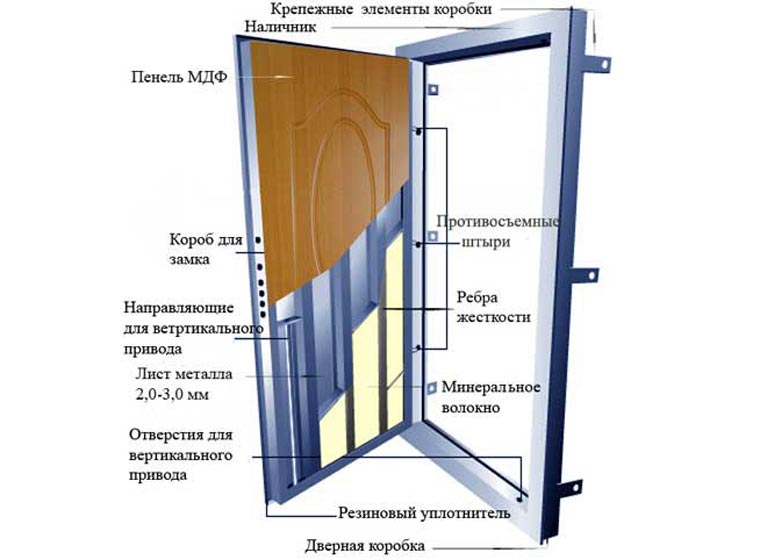 Крепежные элементы коробки
Наличник
Пенель МДФ
Противосъемные
штыри
Короб для
замка
Ребра
жесткости
Направляющие
для ветртикального
привода
Лист металла
2,0-3,0 мм
Минеральное
волокно
Отверстия для
вертикального
привода
Резиновый уплотнитель
Дверная коробка